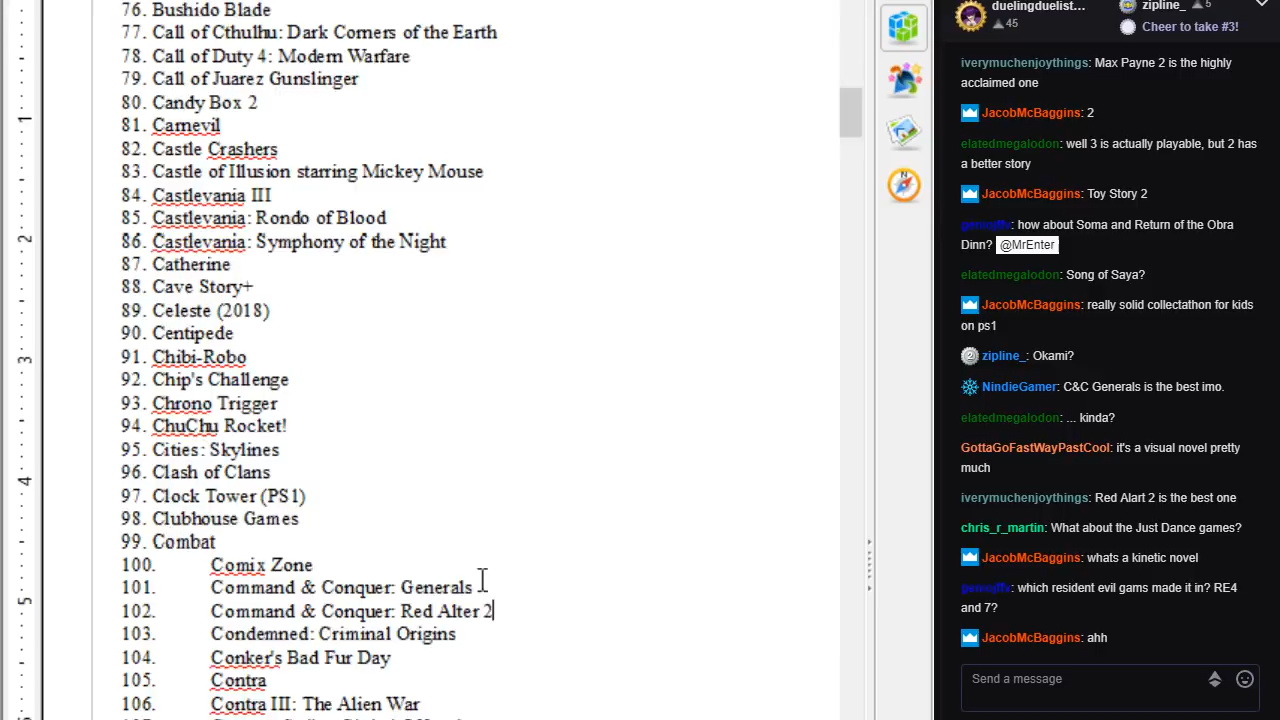 76. Bushido Blade
77. Call of Cthulhu: Dark Corners of the Earth
78. Call of Duty 4: Modern Warfare
79. Call of Juarez Gunslinger
80. Candy Box 2
81. Carnevil
82. Castle Crashers
83. Castle of Illusion starring Mickey Mouse
84. Castlevania III
85. Castlevania: Rondo of Blood
86. Castlevania: Symphony of the Night
87. Catherine
88. Cave Story+
89. Celeste (2018)
90. Centipede
91. Chibi-Robo
92. Chip's Challenge
93. Chrono Trigger
94. ChuChu Rocket!
95. Cities: Skylines
96. Clash of Clans
97. Clock Tower (PS1)
98. Clubhouse Games
99. Combat
100. Comix Zone
101. Command & Conquer: Generals
102. Command & Conquer: Red Alter 2
103. Condemned: Criminal Origins
104. Conker's Bad Fur Day
105. Contra
106. Contra III: The Alien War
1
2
3
4
5
duelingduelist...
45
zipline_ 5
Cheer to take #3!
iverymuchenjoythings: Max Payne 2 is the highly
acclaimed one
JacobMcBaggins: 2
elatedmegalodon: well 3 is actually playable, but 2 has
a better story
JacobMcBaggins: Toy Story 2
how about Soma and Return of the Obra
Dinn? @MrEnter
elatedmegalodon: Song of Saya?
JacobMcBaggins: really solid collectathon for kids
on ps1
2 zipline_: Okami?
NindieGamer: C&C Generals is the best imo.
elatedmegalodon: ... kinda?
GottaGoFastWayPastCool: it's a visual novel pretty
much
iverymuchenjoythings: Red Alart 2 is the best one
chris_r_martin: What about the Just Dance games?
JacobMcBaggins: whats a kinetic novel
which resident evil gams made it in? RE4
and 7?
JacobMcBaggins: ahh
Send a message